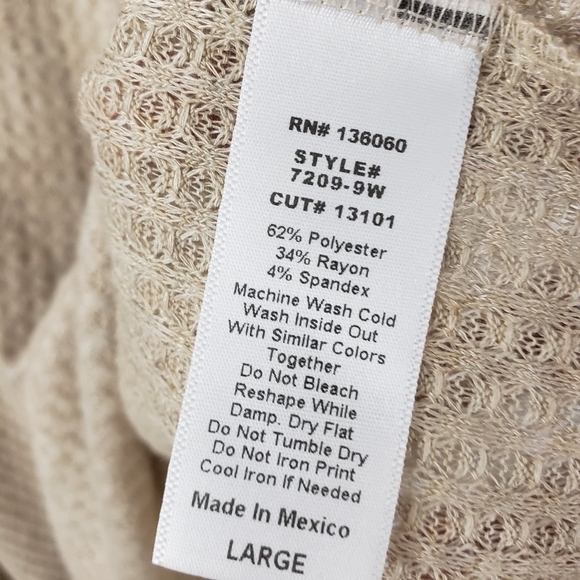 RN# 136060
STYLE#
7209-9W
CUT# 13101
62% Polyester
34% Rayon
4% Spandex
Machine Wash Cold
Wash Inside Out
With Similar Colors
Together
Do Not Bleach
Reshape While
Damp. Dry Flat
Do Not Tumble Dry
Do Not Iron Print
Cool Iron If Needed
Made In Mexico
LARGE